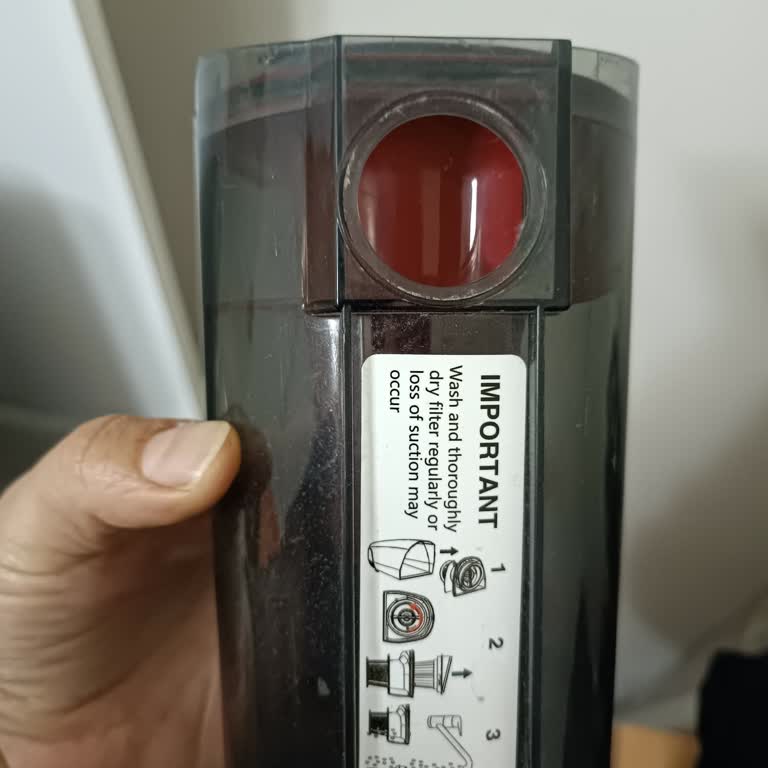 IMPORTANT
Wash and thoroughly
dry filter regularly or
loss of suction may
occur
1
2
3